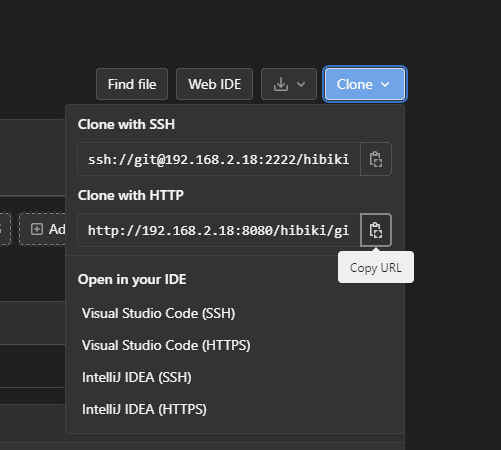 Find file
Web IDE
Clone
Clone with SSH
ssh://git@192.168.2.18:2222/hibiki
Clone with HTTP
Ad
http://192.168.2.18:8080/hibiki/gi
Copy URL
Open in your IDE
Visual Studio Code (SSH)
Visual Studio Code (HTTPS)
IntelliJ IDEA (SSH)
IntelliJ IDEA (HTTPS)